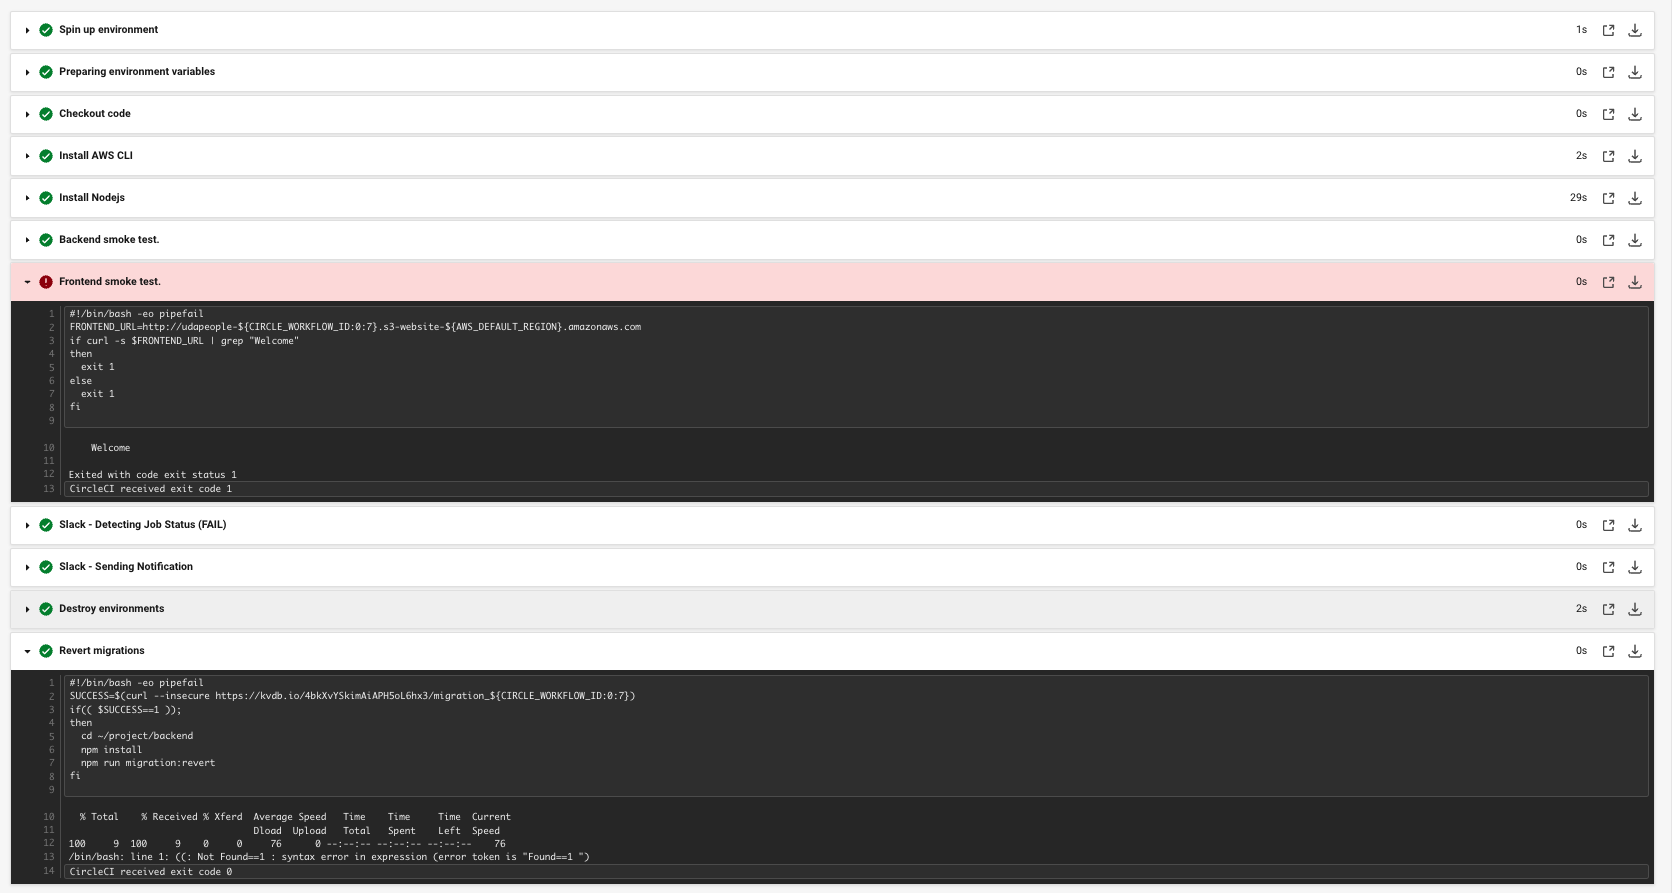 Spin up environment 1s
Preparing environment variables 0s
Checkout code 0s
Install AWS CLI 2s
Install Nodejs 29s
Backend smoke test. 0s
Frontend smoke test. 0s
1 #!/bin/bash -eo pipefail
2 FRONTEND_URL=http://udapeople-${CIRCLE_WORKFLOW_ID:0:7}.s3-website-${AWS_DEFAULT_REGION}.amazonaws.com
3 if curl -s $FRONTEND_URL | grep "Welcome"
4 then
5   exit 1
6 else
7   exit 1
8 fi
9
10     Welcome
11
12 Exited with code exit status 1
13 CircleCI received exit code 1
Slack - Detecting Job Status (FAIL) 0s
Slack - Sending Notification 0s
Destroy environments 2s
Revert migrations 0s
1 #!/bin/bash -eo pipefail
2 SUCCESS=$(curl --insecure https://kvdb.io/4bkXvYSkimAiAPH5oL6hx3/migration_${CIRCLE_WORKFLOW_ID:0:7})
3 if(( $SUCCESS==1 ));
4 then
5   cd ~/project/backend
6   npm install
7   npm run migration:revert
8 fi
9
10   % Total    % Received % Xferd  Average Speed   Time    Time     Time  Current
11                                  Dload  Upload   Total   Spent    Left  Speed
12 100     9  100     9    0     0     76      0 --:--:-- --:--:-- --:--:--    76
13 /bin/bash: line 1: ((: Not Found==1 : syntax error in expression (error token is "Found==1 ")
14 CircleCI received exit code 0